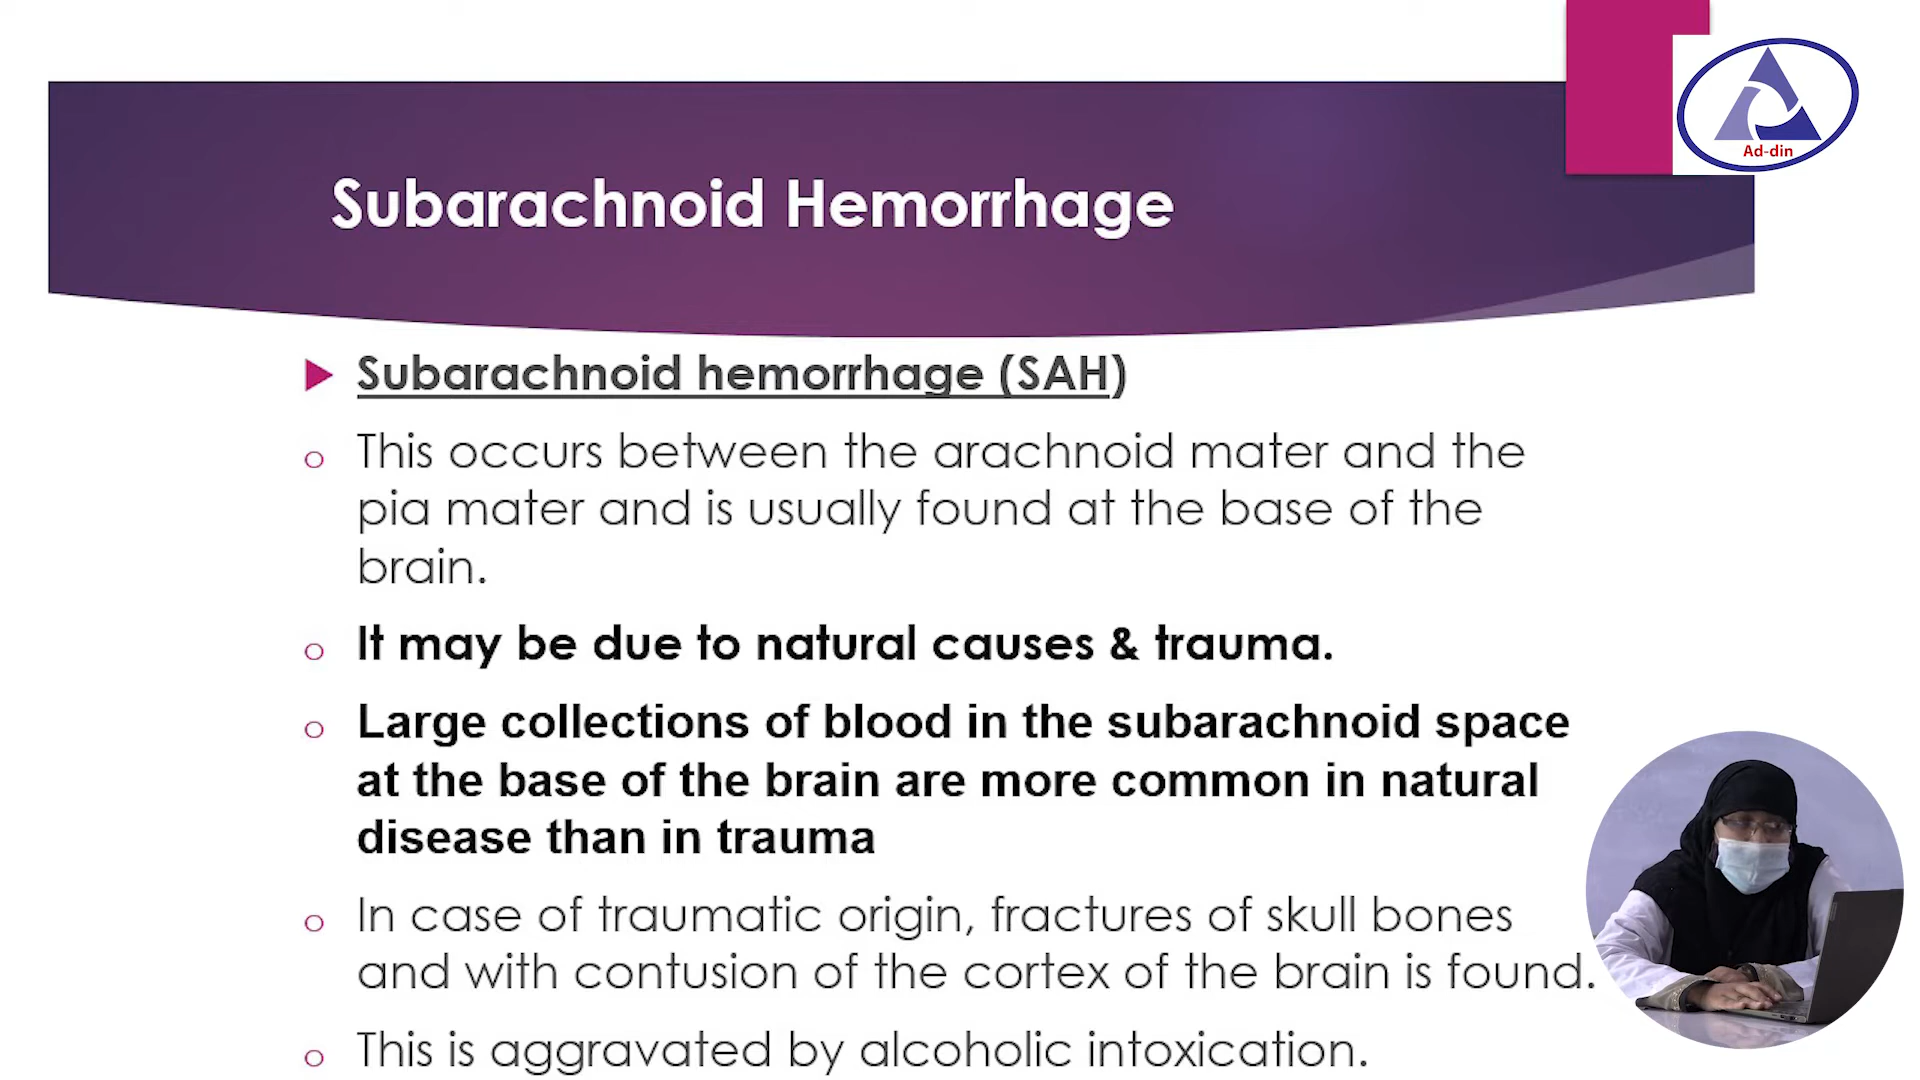 Ad-din
Subarachnoid Hemorrhage
Subarachnoid hemorrhage (SAH)
This occurs between the arachnoid mater and the
pia mater and is usually found at the base of the
brain.
It may be due to natural causes & trauma.
Large collections of blood in the subarachnoid space
at the base of the brain are more common in natural
disease than in trauma
In case of traumatic origin, fractures of skull bones
and with contusion of the cortex of the brain is found.
This is aggravated by alcoholic intoxication.